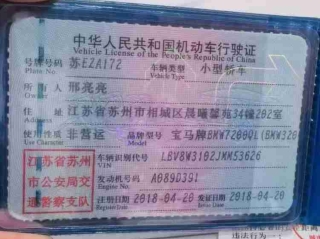 中华人民共和国机动车行驶证
Vehicle License of the People's Republic of China
号牌号码 苏EZA172 车辆类型 小型轿车
Plate No. Vehicle Type
所有人 邢亮亮
Owner
住址 江苏省苏州市相城区晨曦馨苑34幢202室
Address
使用性质 非营运 品牌型号 宝马牌BMW7200QL(BMW320
Use Character Model
江苏省苏州 车辆识别代号 LBV8W3102JMK53626
VIN
市公安局交 发动机号码 A089D391
Engine No.
通警察支队 注册日期 2018-04-20 发证日期 2018-04-20
Register Date Issue Date